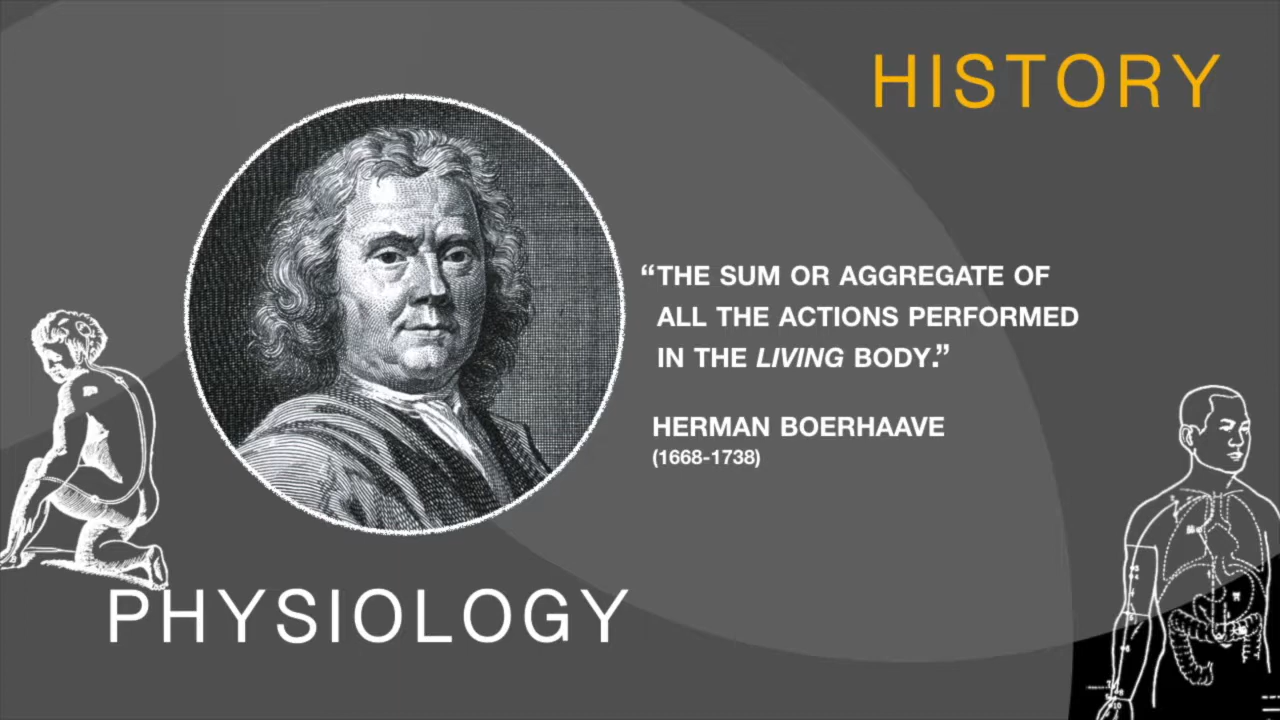 HISTORY
“THE SUM OR AGGREGATE OF
ALL THE ACTIONS PERFORMED
IN THE LIVING BODY.”
HERMAN BOERHAAVE
(1668-1738)
PHYSIOLOGY